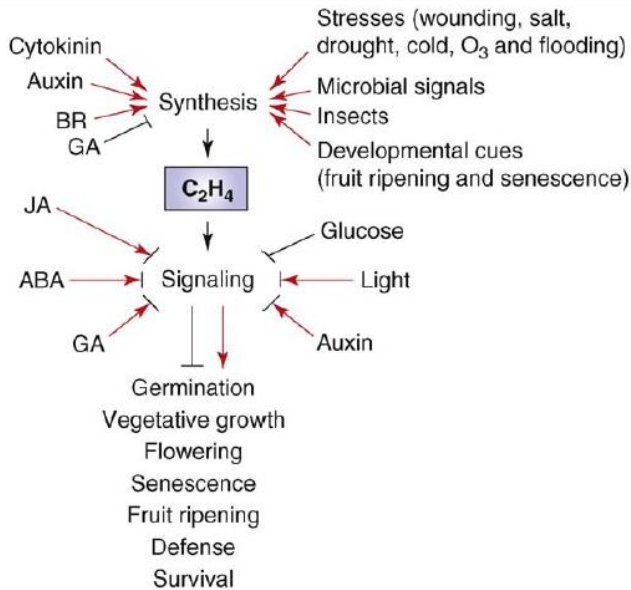 Stresses (wounding, salt,
drought, cold, O₃ and flooding)
Cytokinin
Auxin
BR
GA
Synthesis
Microbial signals
Insects
Developmental cues
(fruit ripening and senescence)
C₂H₄
JA
ABA
GA
Signaling
Glucose
Light
Auxin
Germination
Vegetative growth
Flowering
Senescence
Fruit ripening
Defense
Survival